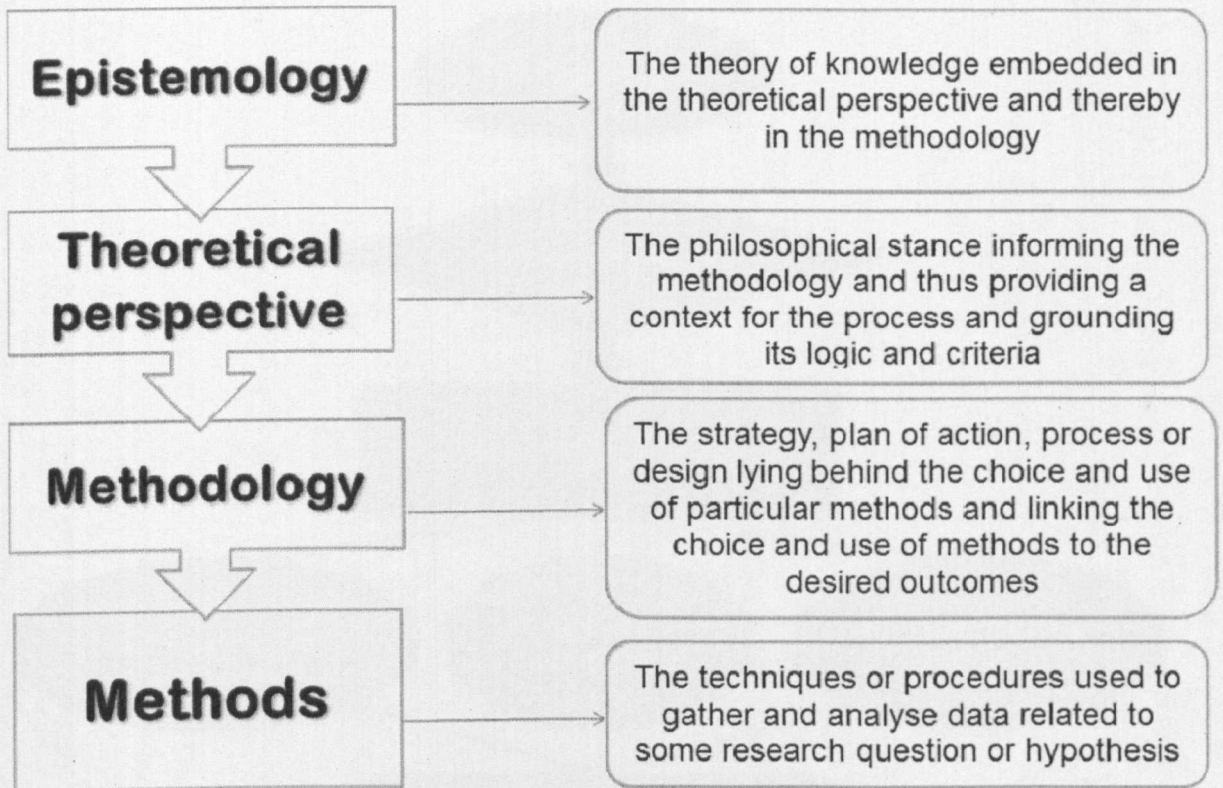 Epistemology
The theory of knowledge embedded in
the theoretical perspective and thereby
in the methodology
Theoretical
perspective
The philosophical stance informing the
methodology and thus providing a
context for the process and grounding
its logic and criteria
Methodology
The strategy, plan of action, process or
design lying behind the choice and use
of particular methods and linking the
choice and use of methods to the
desired outcomes
Methods
The techniques or procedures used to
gather and analyse data related to
some research question or hypothesis